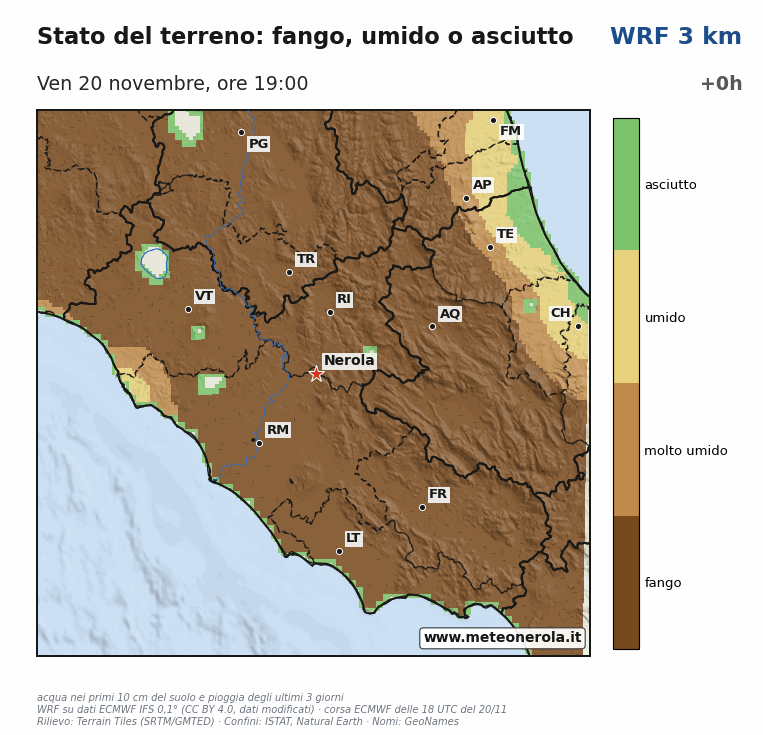 Stato del terreno: fango, umido o asciutto
WRF 3 km
Ven 20 novembre, ore 19:00
+0h
FM
PG
AP
TE
TR
VT
RI
AQ
CH
Nerola
RM
FR
LT
www.meteonerola.it
asciutto
umido
molto umido
fango
acqua nei primi 10 cm del suolo e pioggia degli ultimi 3 giorni
WRF su dati ECMWF IFS 0,1° (CC BY 4.0, dati modificati) · corsa ECMWF delle 18 UTC del 20/11
Rilievo: Terrain Tiles (SRTM/GMTED) · Confini: ISTAT, Natural Earth · Nomi: GeoNames